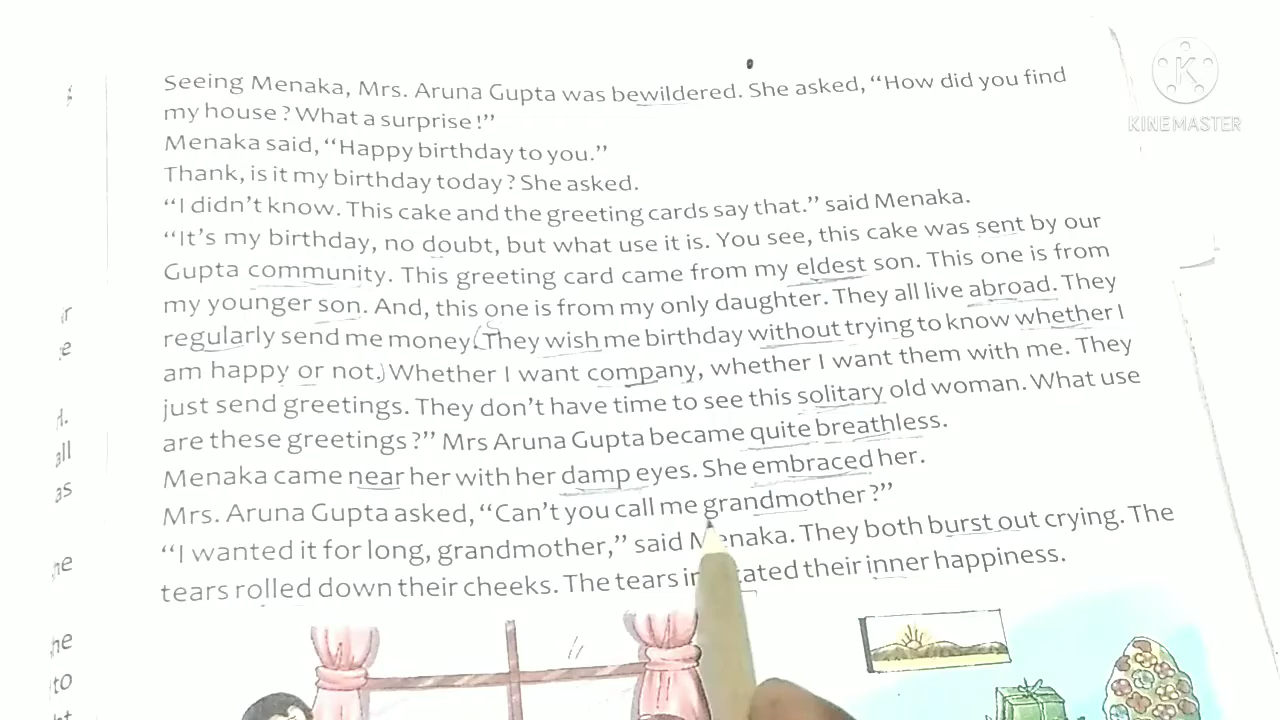 Seeing Menaka, Mrs. Aruna Gupta was bewildered. She asked, "How did you find
my house? What a surprise!"
Menaka said, "Happy birthday to you."
Thank, is it my birthday today? She asked.
"I didn't know. This cake and the greeting cards say that." said Menaka.
"It's my birthday, no doubt, but what use it is. You see, this cake was sent by our
Gupta community. This greeting card came from my eldest son. This one is from
my younger son. And, this one is from my only daughter. They all live abroad. They
regularly send me money. (They wish me birthday without trying to know whether I
am happy or not.) Whether I want company, whether I want them with me. They
just send greetings. They don't have time to see this solitary old woman. What use
are these greetings?" Mrs Aruna Gupta became quite breathless.
Menaka came near her with her damp eyes. She embraced her.
Mrs. Aruna Gupta asked, "Can't you call me grandmother?"
"I wanted it for long, grandmother," said Menaka. They both burst out crying. The
tears rolled down their cheeks. The tears their inner happiness.
r
e
d.
all
as
ne
he
to
KINEMASTER